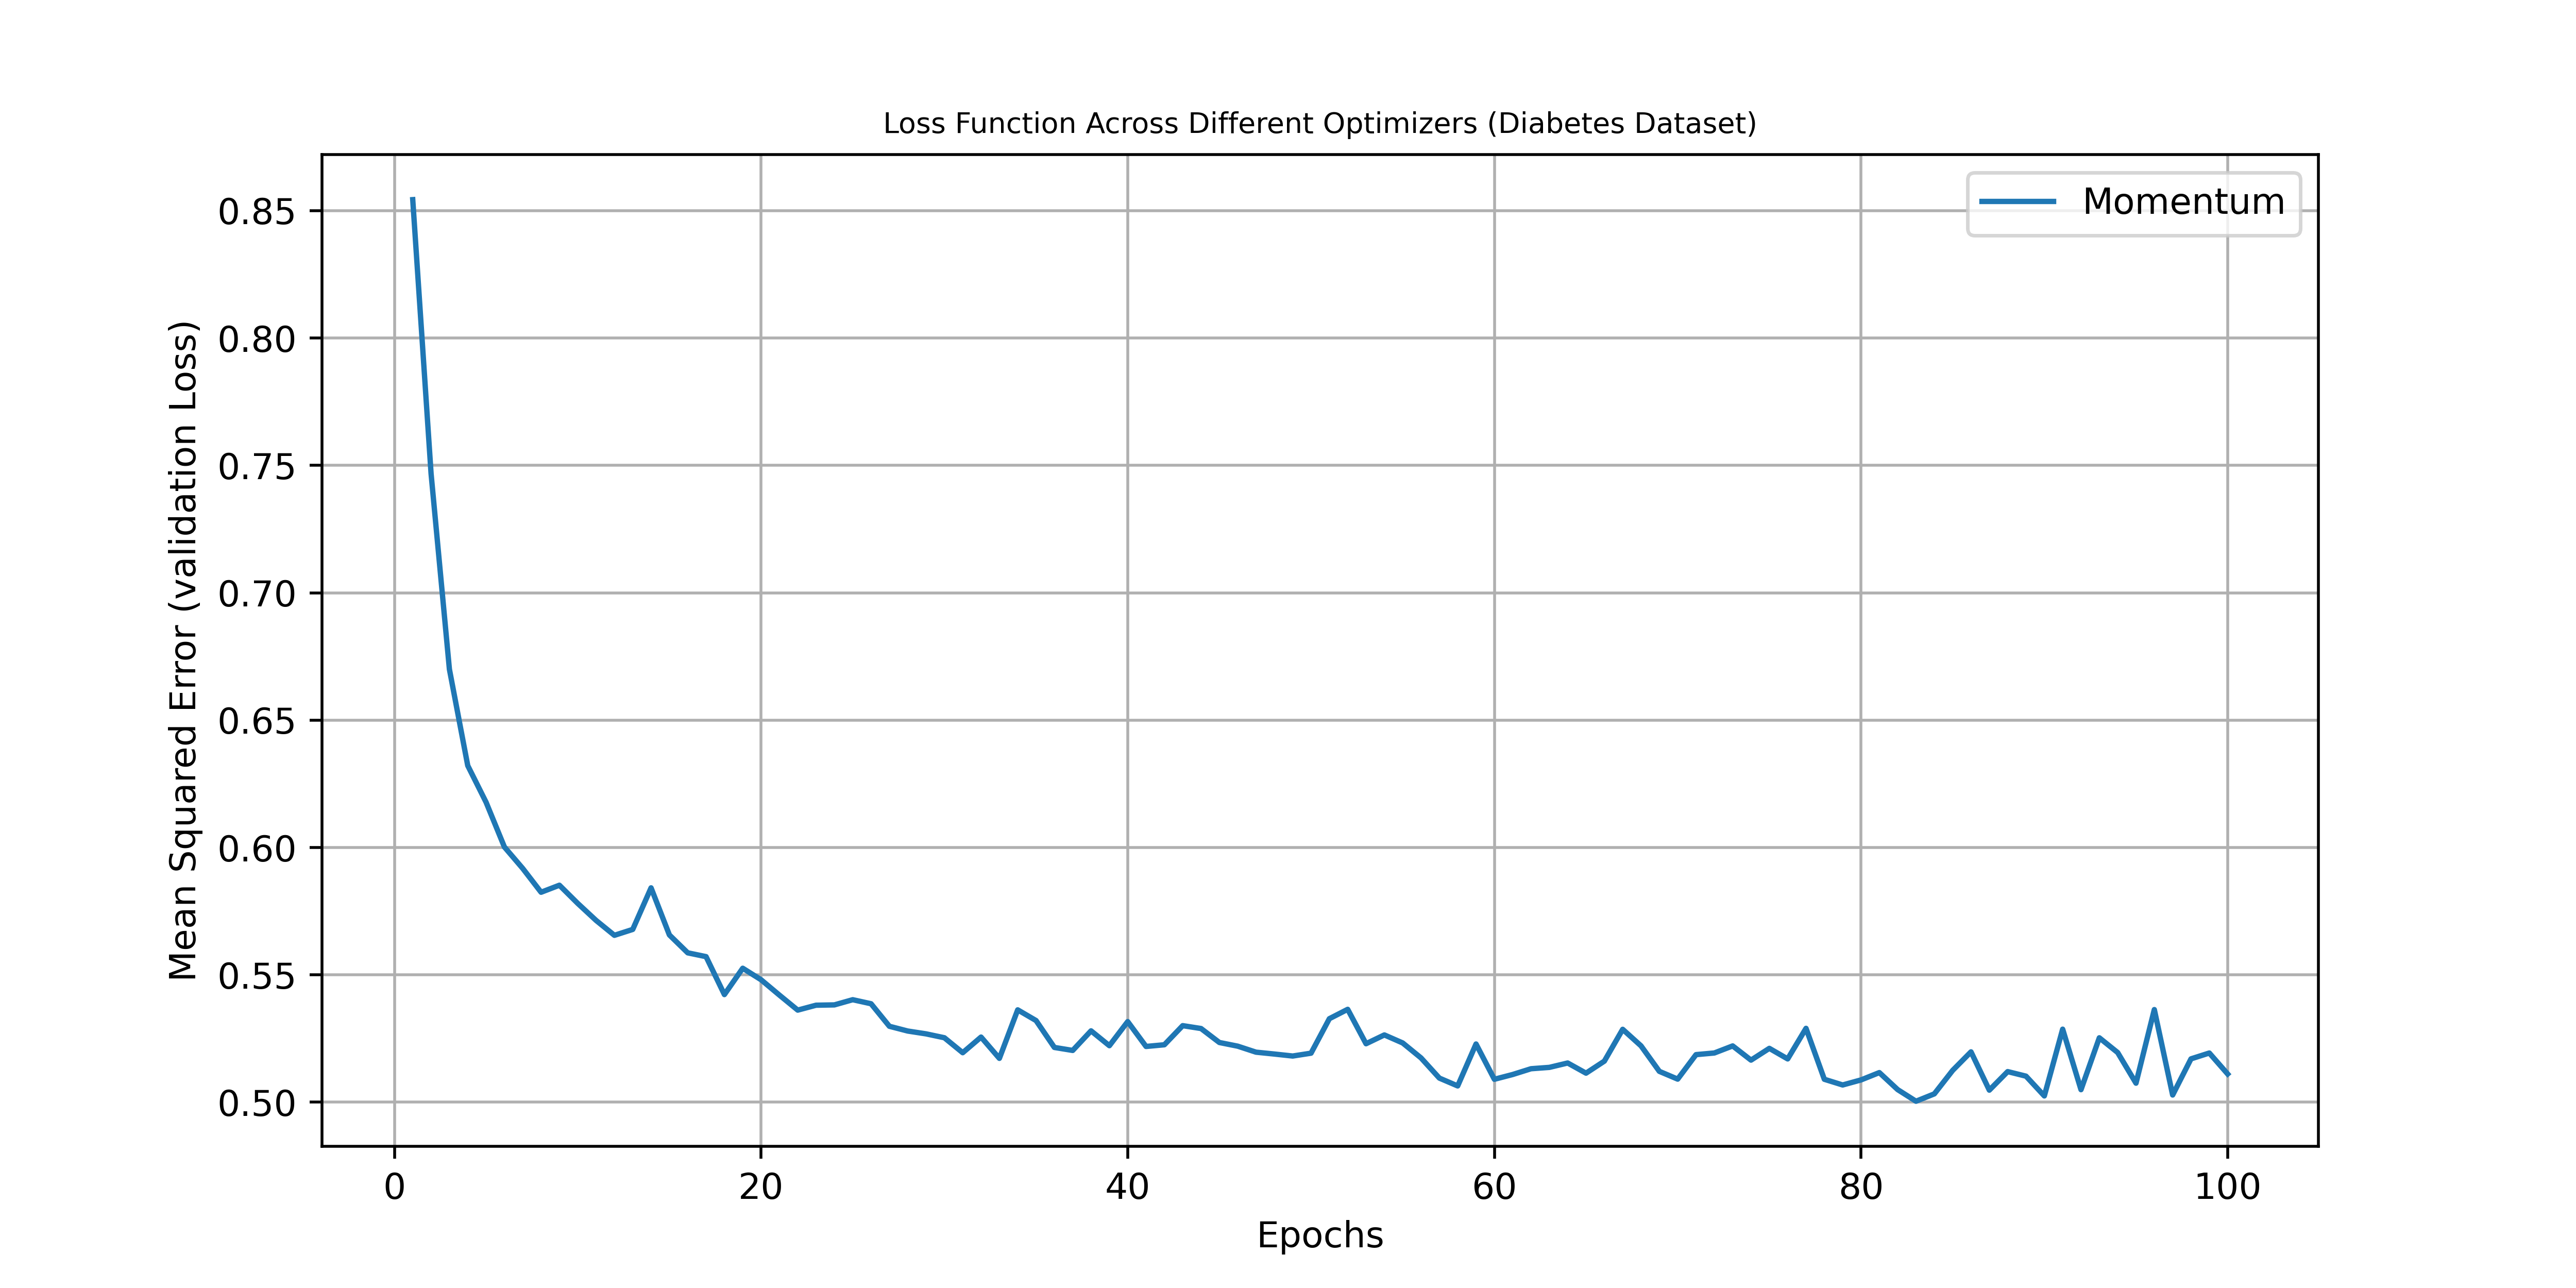 Loss Function Across Different Optimizers (Diabetes Dataset)
Momentum
Mean Squared Error (validation Loss)
0.85
0.80
0.75
0.70
0.65
0.60
0.55
0.50
0 20 40 60 80 100
Epochs